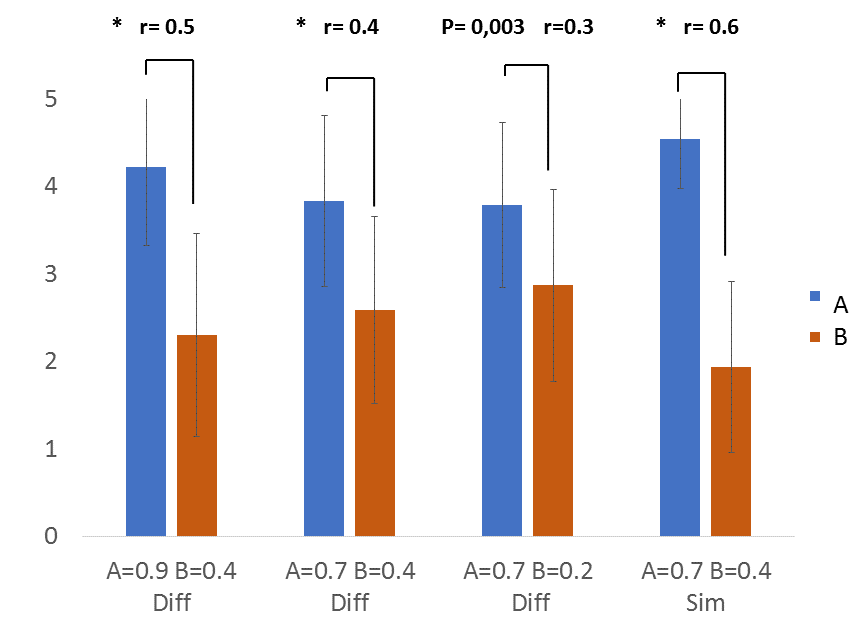 * r= 0.5
* r= 0.4
P= 0,003 r=0.3
* r= 0.6
5
4
3
2
1
0
A
B
A=0.9 B=0.4
Diff
A=0.7 B=0.4
Diff
A=0.7 B=0.2
Diff
A=0.7 B=0.4
Sim